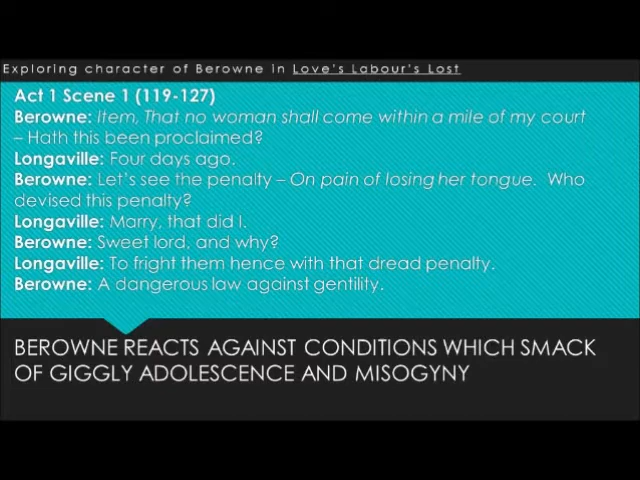 Exploring character of Berowne in Love's Labour's Lost
Act 1 Scene 1 (119-127)
Berowne: Item, That no woman shall come within a mile of my court
– Hath this been proclaimed?
Longaville: Four days ago.
Berowne: Let's see the penalty – On pain of losing her tongue. Who
devised this penalty?
Longaville: Marry, that did I.
Berowne: Sweet lord, and why?
Longaville: To fright them hence with that dread penalty.
Berowne: A dangerous law against gentility.
BEROWNE REACTS AGAINST CONDITIONS WHICH SMACK
OF GIGGLY ADOLESCENCE AND MISOGYNY